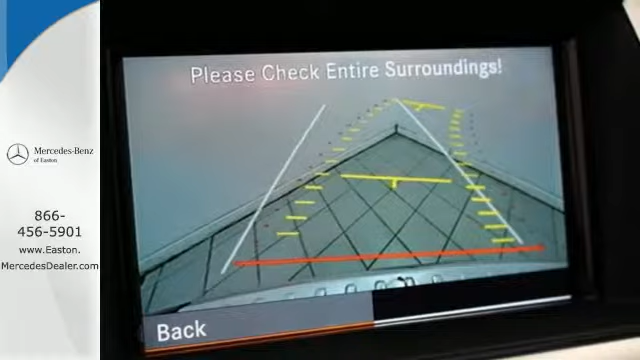 Mercedes-Benz
of Easton
866-
456-5901
www.Easton.
MercedesDealer.com
Please Check Entire Surroundings!
Back